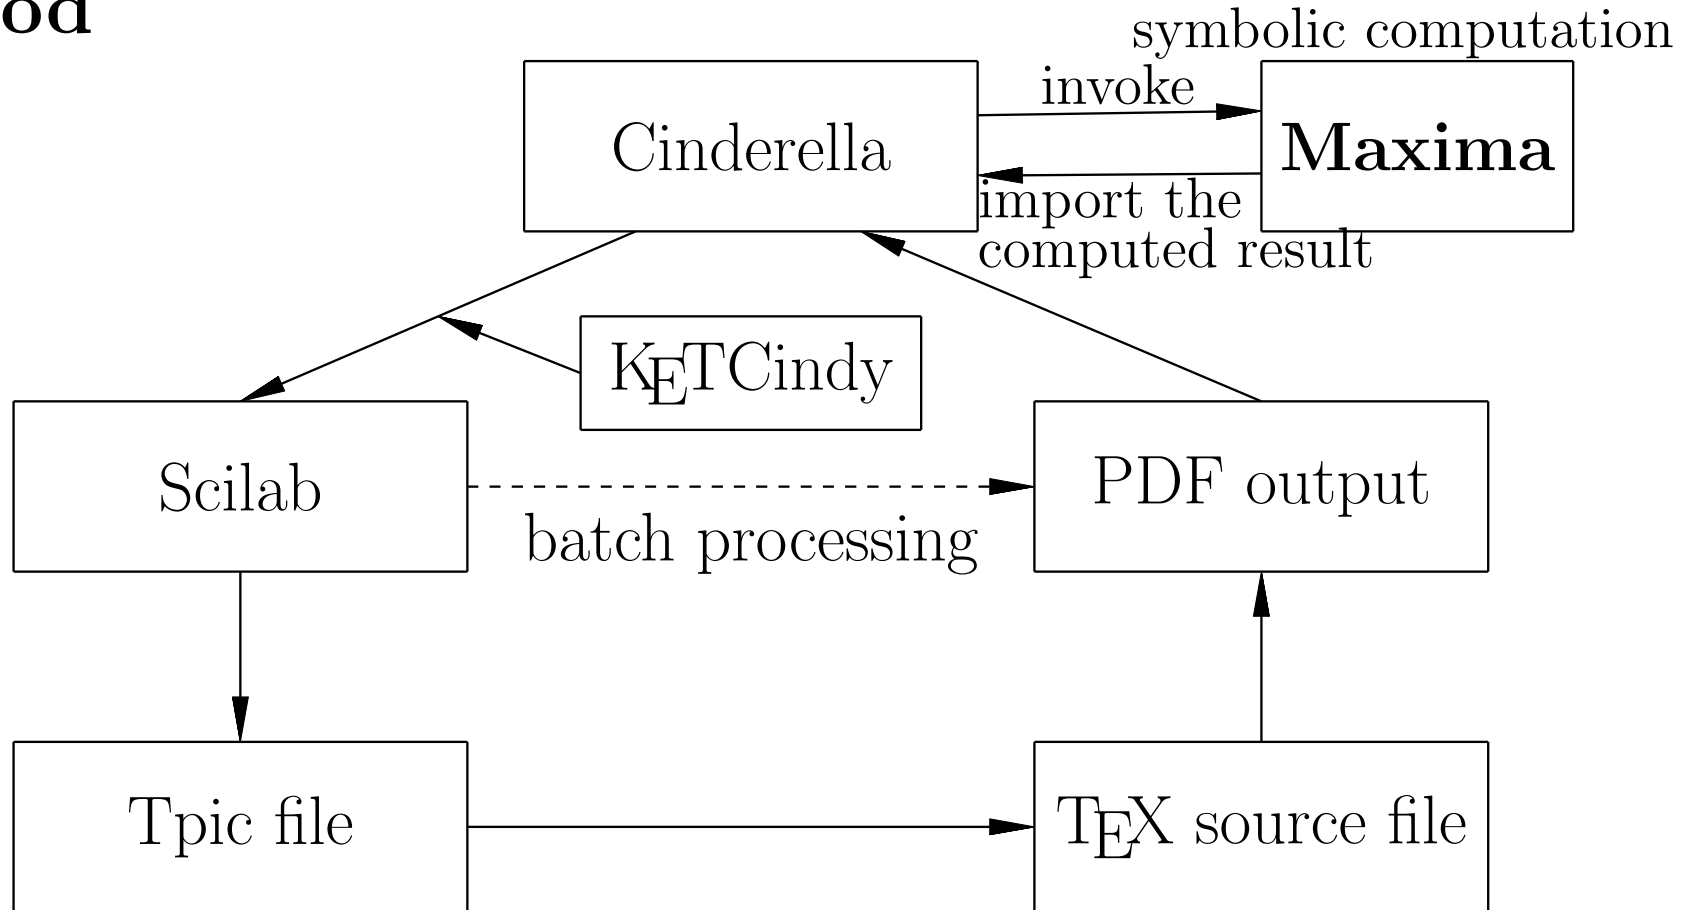 od
symbolic computation
invoke
Cinderella
Maxima
import the
computed result
KETCindy
Scilab
PDF output
batch processing
Tpic file
TEX source file